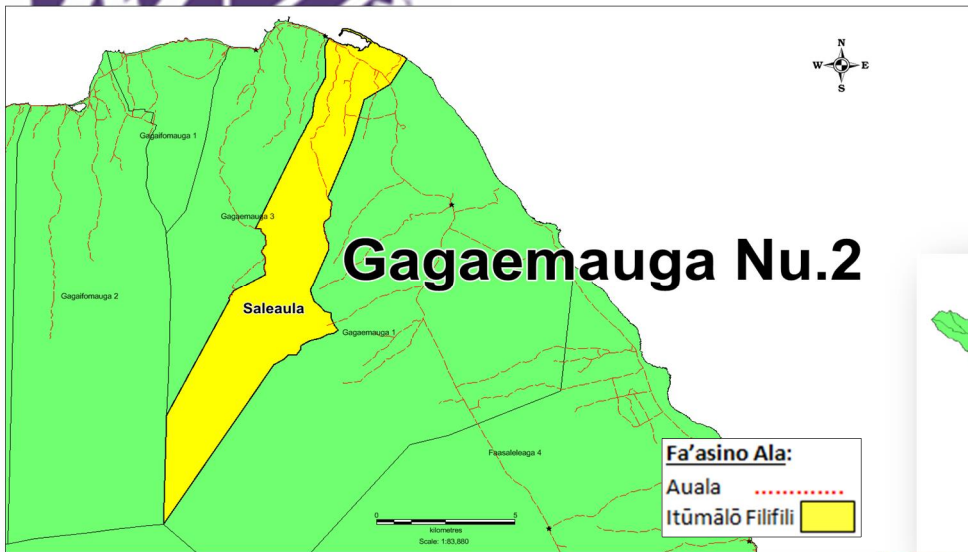 N
W E
S
Gagaifomauga 1
Gagaemauga 3
Gagaemauga Nu.2
Gagaifomauga 2
Saleaula
Gagaemauga 1
Faasaleleaga 4
Fa'asino Ala:
Auala
Itūmālō Filifili
0 5
kilometres
Scale: 1:83,880